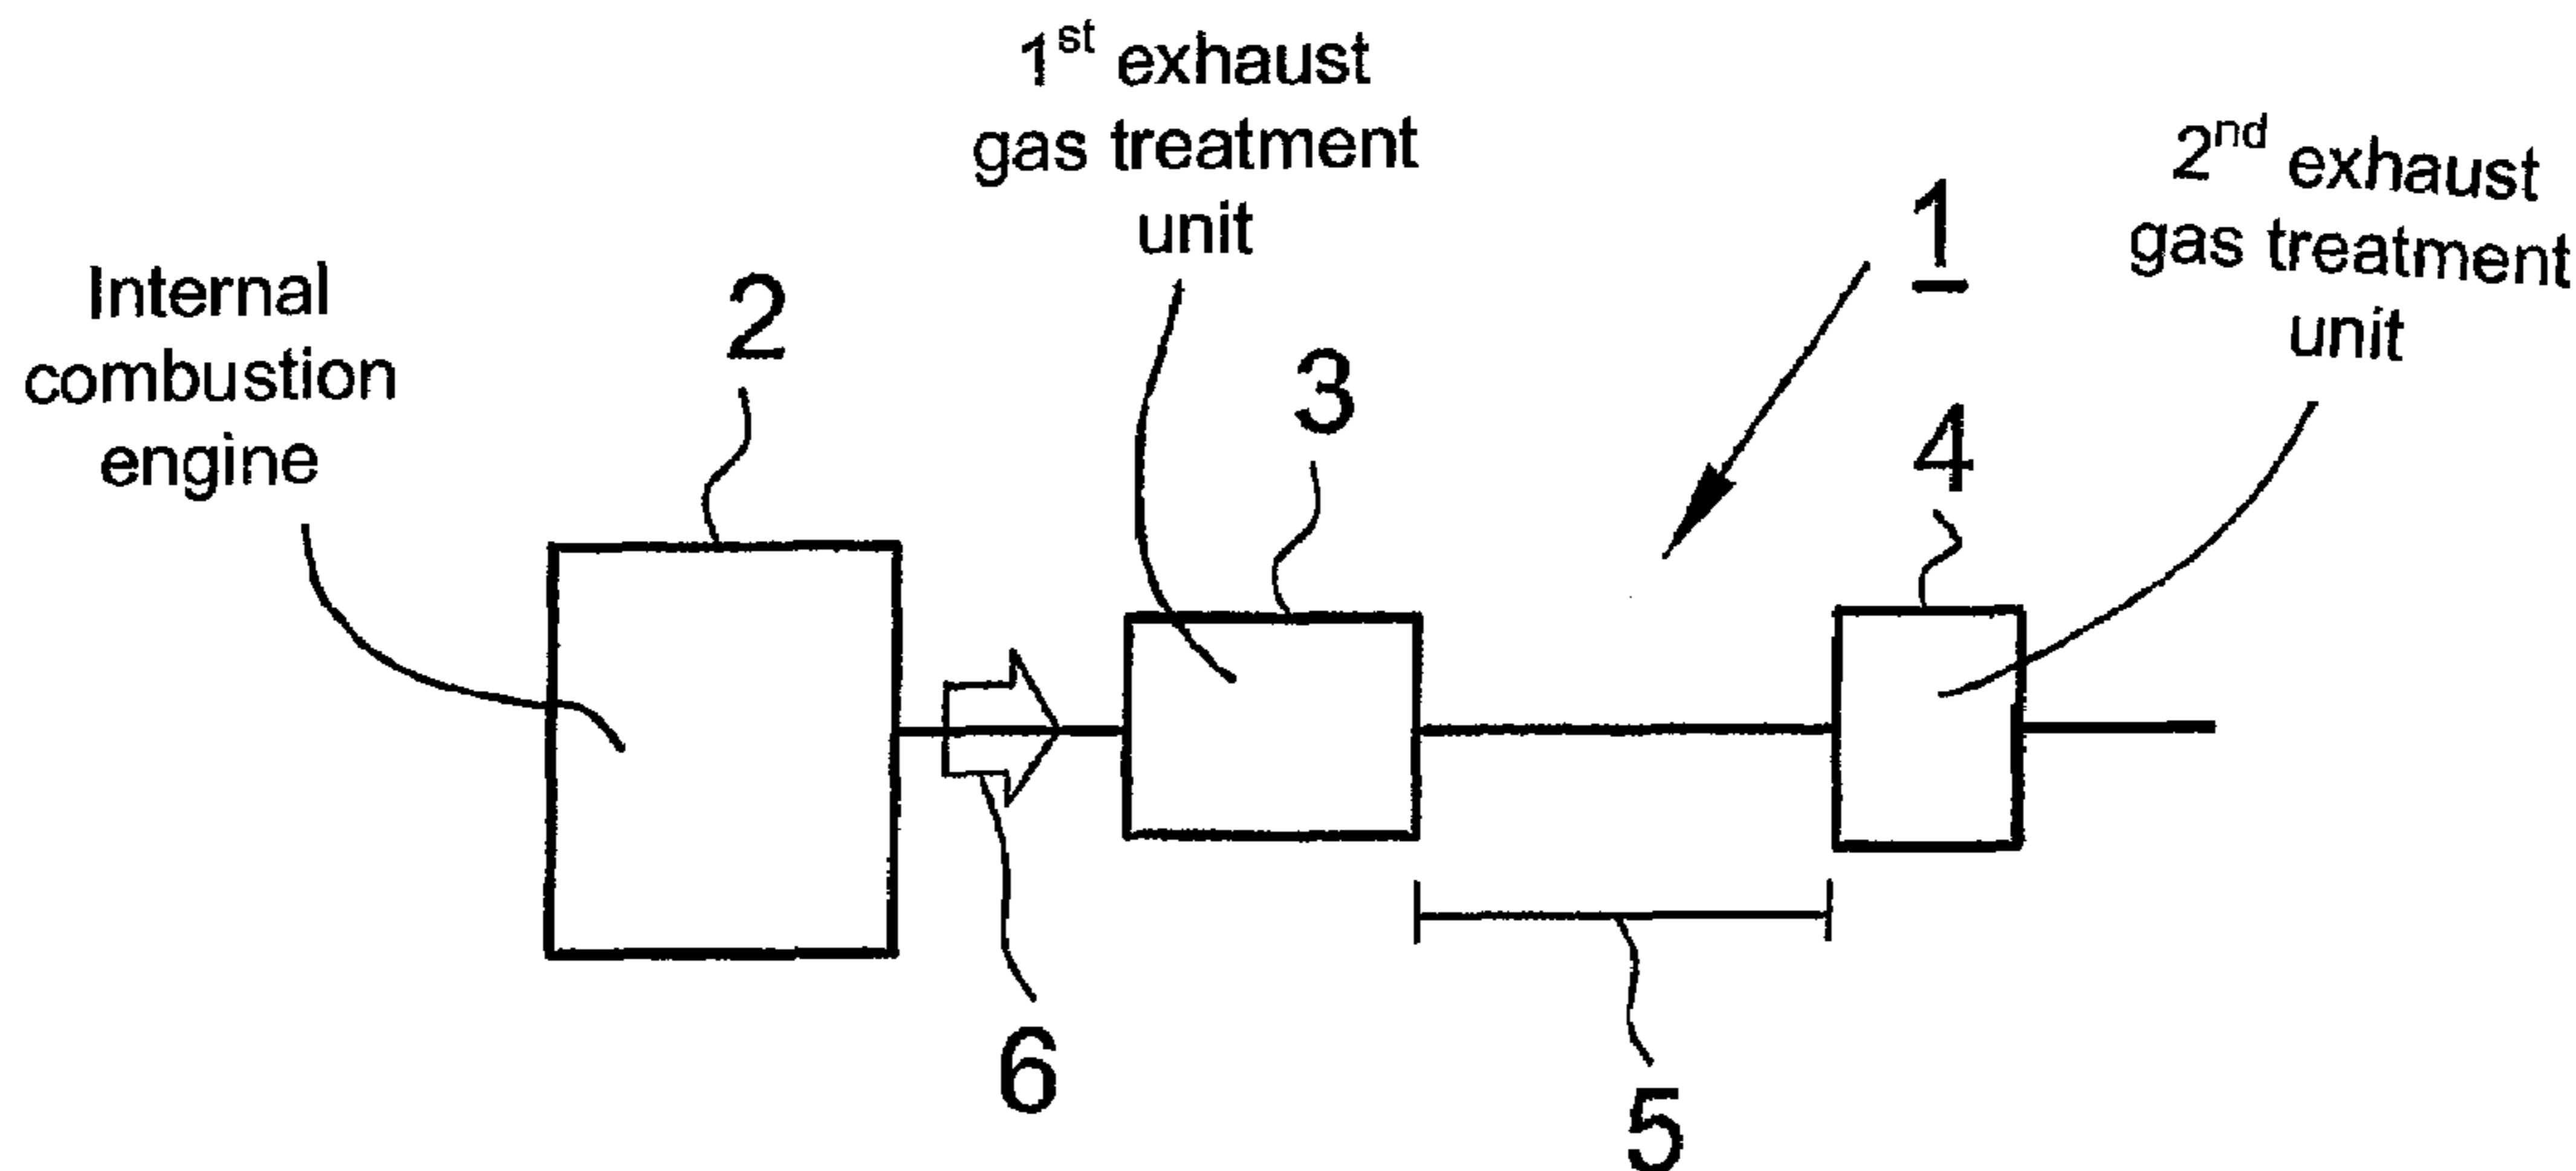 1st exhaust
gas treatment
unit
2nd exhaust
gas treatment
unit
Internal
combustion
engine
1
2
3
4
6
5